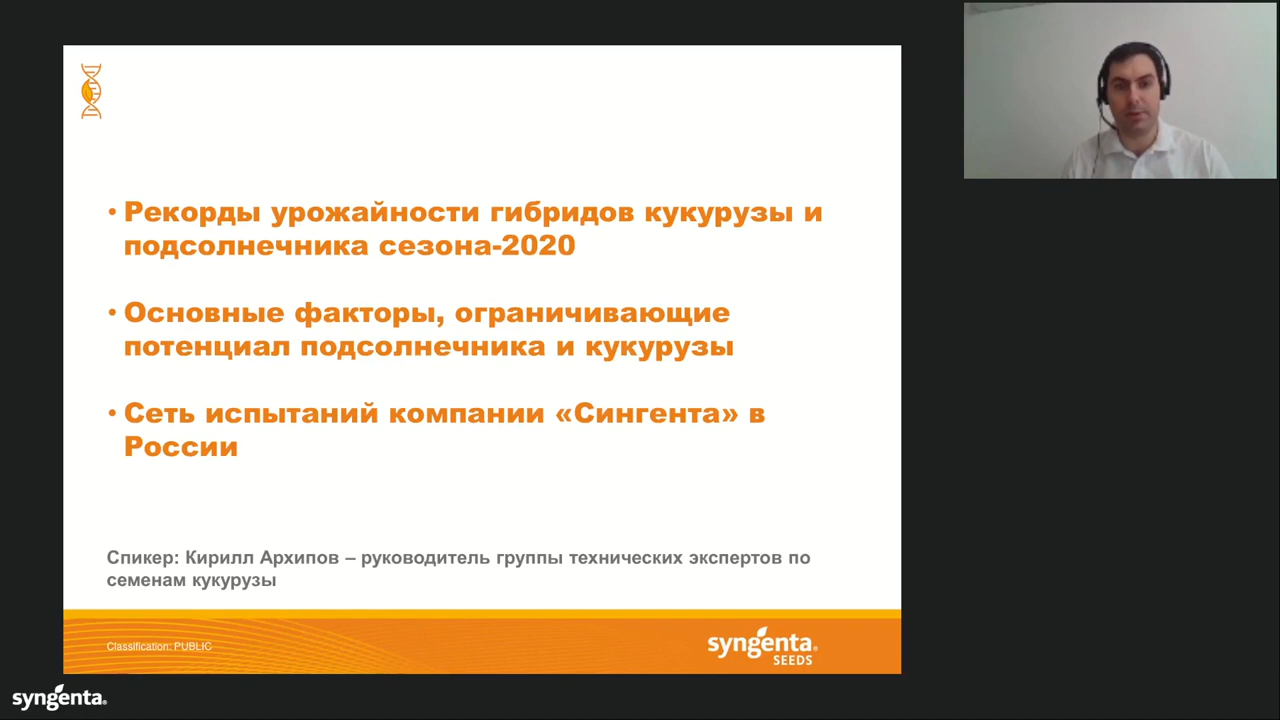 • Рекорды урожайности гибридов кукурузы и
подсолнечника сезона-2020
• Основные факторы, ограничивающие
потенциал подсолнечника и кукурузы
• Сеть испытаний компании «Сингента» в
России
Спикер: Кирилл Архипов – руководитель группы технических экспертов по
семенам кукурузы
Classification: PUBLIC
syngenta®
SEEDS
syngenta®